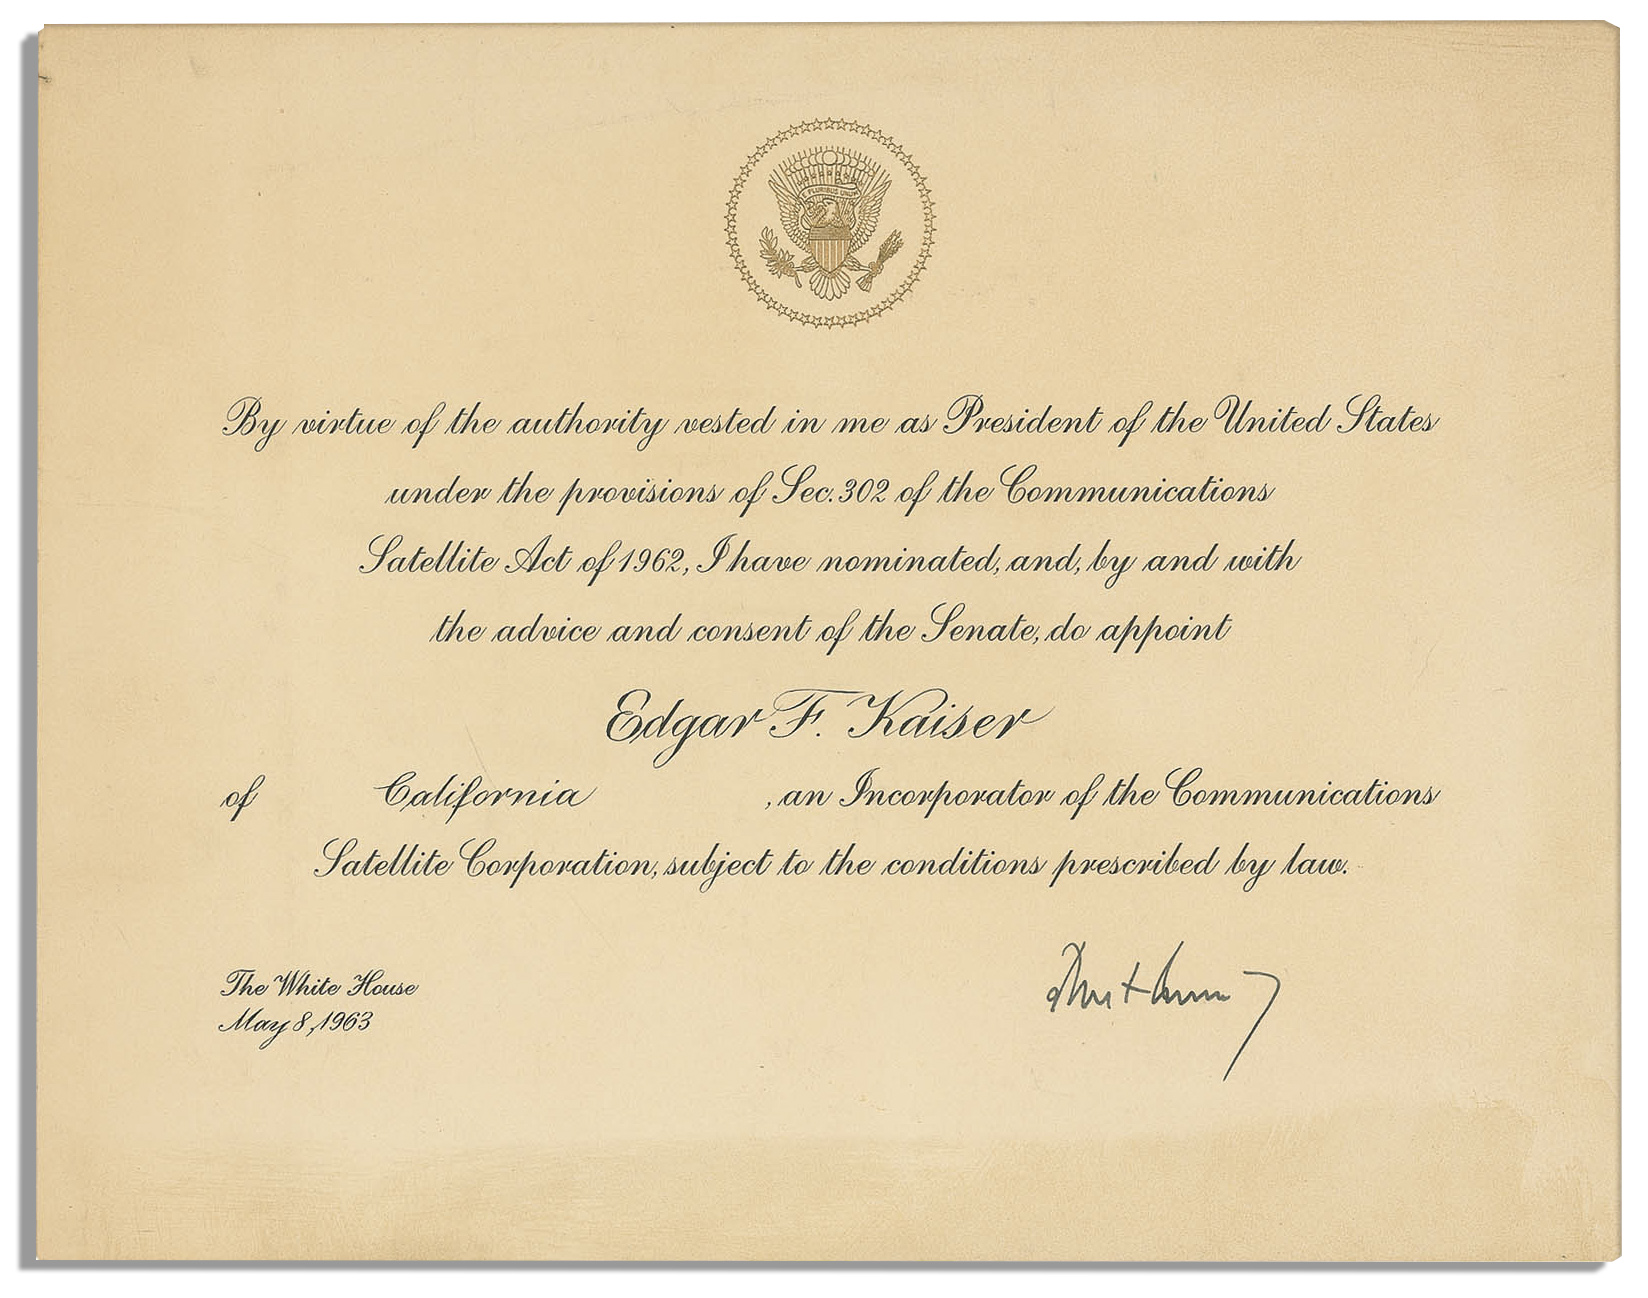 PLURIBUS UNUM
By virtue of the authority vested in me as President of the United States
under the provisions of Sec. 302 of the Communications
Satellite Act of 1962, I have nominated, and, by and with
the advice and consent of the Senate, do appoint
Edgar F. Kaiser
of California , an Incorporator of the Communications
Satellite Corporation, subject to the conditions prescribed by law.
The White House
May 8, 1963